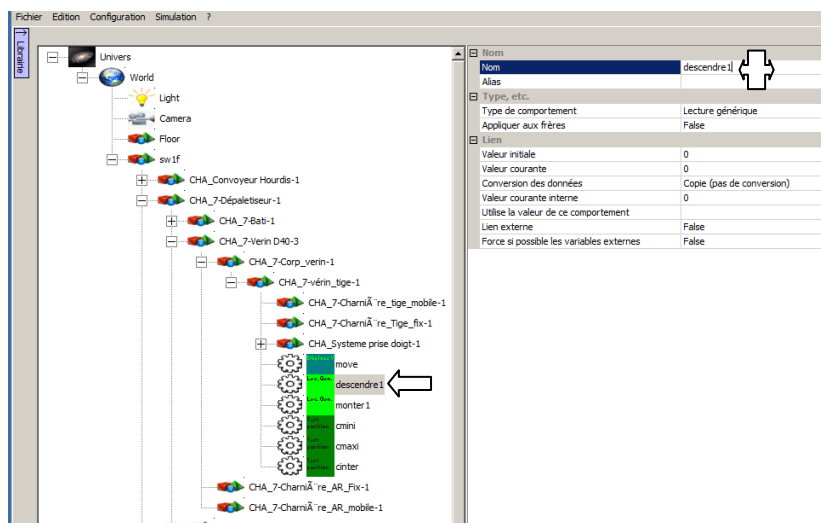 Fichier Edition Configuration Simulation ?
Librairie
Univers
World
Light
Camera
Floor
sw1f
CHA_Convoyeur Hourdis-1
CHA_7-Dépaletiseur-1
CHA_7-Bati-1
CHA_7-Verin D40-3
CHA_7-Corp_verin-1
CHA_7-vérin_tige-1
CHA_7-CharniÃ¨re_tige_mobile-1
CHA_7-CharniÃ¨re_Tige_fix-1
CHA_Systeme prise doigt-1
move
Lec.Gen. descendre1
Lec.Gen. monter1
cmini
cmaxi
cinter
CHA_7-CharniÃ¨re_AR_Fix-1
CHA_7-CharniÃ¨re_AR_mobile-1
Nom
Nom descendre1
Alias
Type, etc.
Type de comportement Lecture générique
Appliquer aux frères False
Lien
Valeur initiale 0
Valeur courante 0
Conversion des données Copie (pas de conversion)
Valeur courante interne 0
Utilise la valeur de ce comportement
Lien externe False
Force si possible les variables externes False